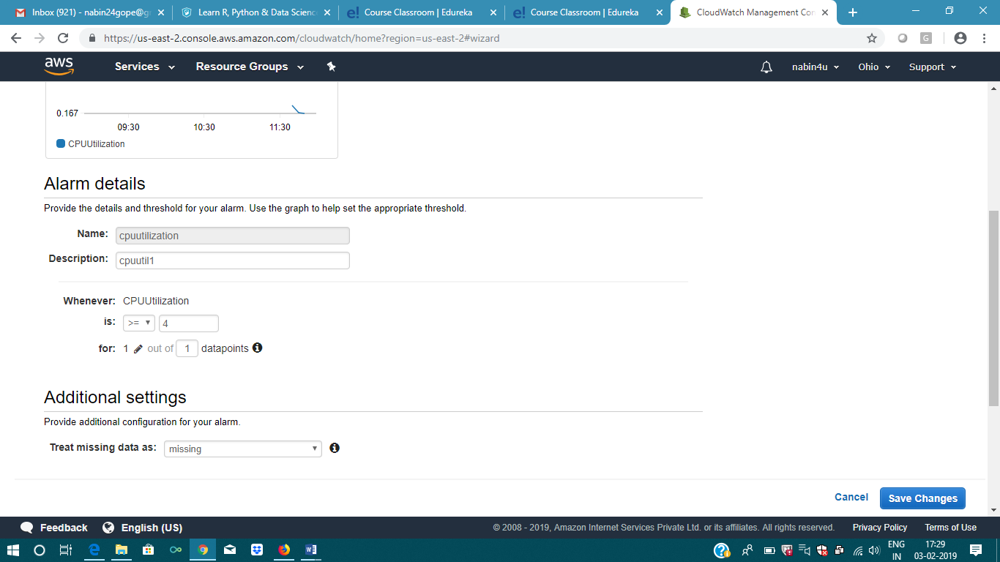 Inbox (921) - nabin24gope@g
Learn R, Python & Data Scienc
e! Course Classroom | Edureka
e! Course Classroom | Edureka
CloudWatch Management Con
https://us-east-2.console.aws.amazon.com/cloudwatch/home?region=us-east-2#wizard
G
aws
Services
Resource Groups
nabin4u
Ohio
Support
0.167
09:30 10:30 11:30
CPUUtilization
Alarm details
Provide the details and threshold for your alarm. Use the graph to help set the appropriate threshold.
Name: cpuutilization
Description: cpuutil1
Whenever: CPUUtilization
is: >= 4
for: 1 out of 1 datapoints
Additional settings
Provide additional configuration for your alarm.
Treat missing data as: missing
Cancel Save Changes
Feedback English (US) © 2008 - 2019, Amazon Internet Services Private Ltd. or its affiliates. All rights reserved. Privacy Policy Terms of Use
ENG 17:29
IN 03-02-2019